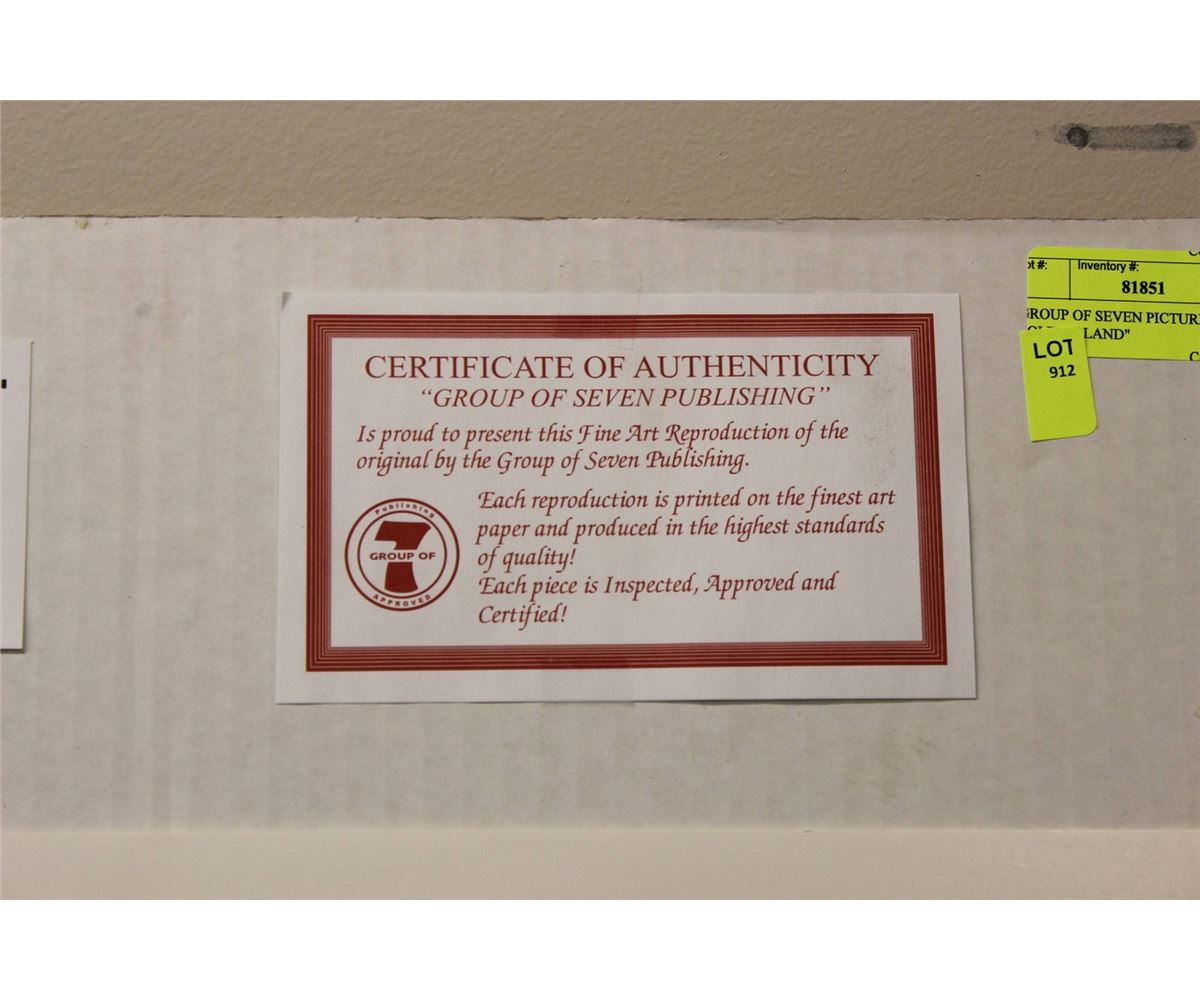 ot #:
Inventory #:
81851
GROUP OF SEVEN PICTUR
LAND"
LOT
912
CERTIFICATE OF AUTHENTICITY
“GROUP OF SEVEN PUBLISHING”
Is proud to present this Fine Art Reproduction of the
original by the Group of Seven Publishing.
Each reproduction is printed on the finest art
paper and produced in the highest standards
of quality!
Each piece is Inspected, Approved and
Certified!
Publishing
GROUP OF
7
APPROVED